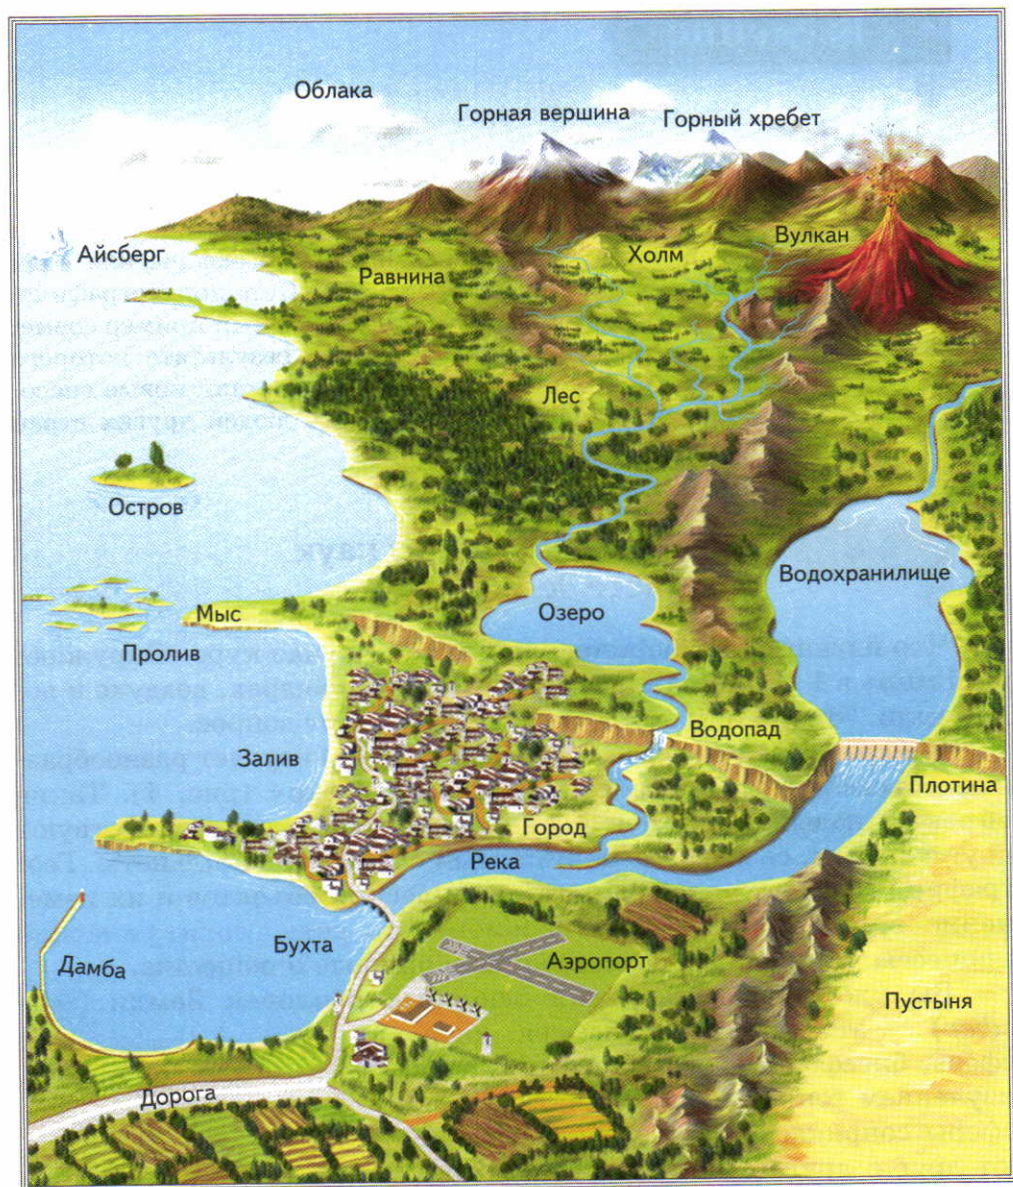 Облака
Горная вершина
Горный хребет
Айсберг
Равнина
Холм
Вулкан
Лес
Остров
Водохранилище
Озеро
Мыс
Пролив
Водопад
Залив
Плотина
Город
Река
Бухта
Дамба
Аэропорт
Пустыня
Дорога